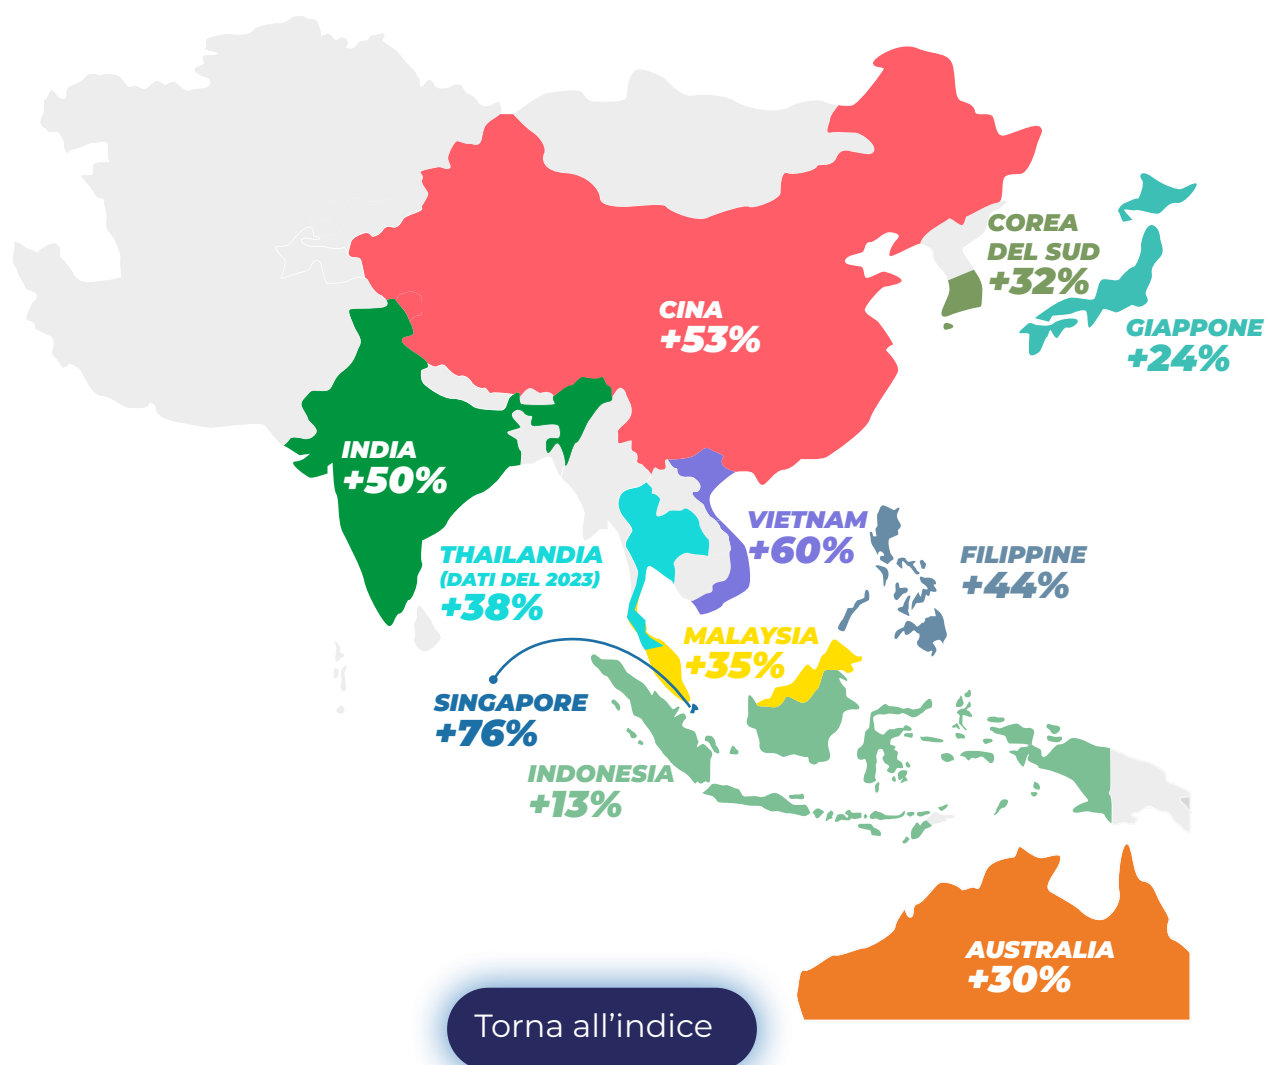 COREA
DEL SUD
+32%
CINA
+53%
GIAPPONE
+24%
INDIA
+50%
VIETNAM
+60%
THAILANDIA
(DATI DEL 2023)
+38%
FILIPPINE
+44%
MALAYSIA
+35%
SINGAPORE
+76%
INDONESIA
+13%
AUSTRALIA
+30%
Torna all’indice